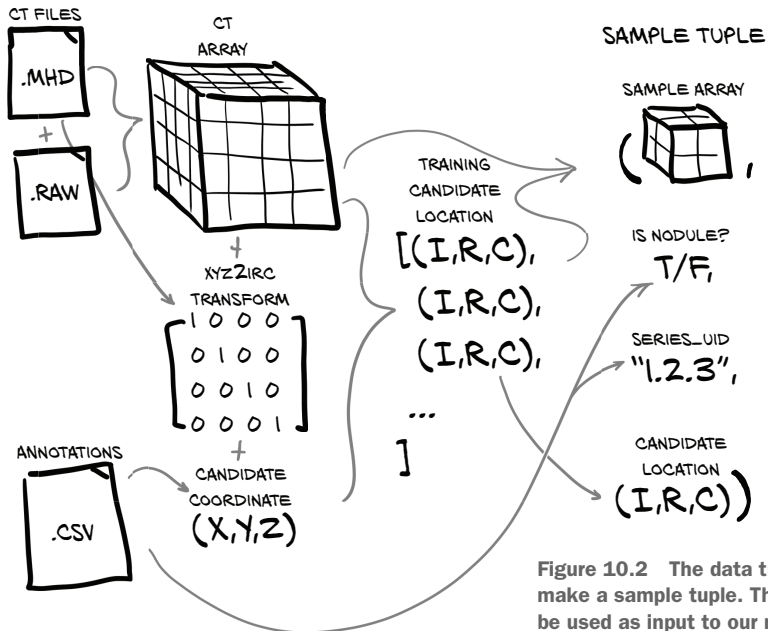 CT FILES
.MHD
+
.RAW
CT
ARRAY
+
XYZ2IRC
TRANSFORM
1 0 0 0
0 1 0 0
0 0 1 0
0 0 0 1
+
ANNOTATIONS
.CSV
CANDIDATE
COORDINATE
(X,Y,Z)
TRAINING
CANDIDATE
LOCATION
[(I,R,C),
(I,R,C),
(I,R,C),
...
]
SAMPLE TUPLE
SAMPLE ARRAY
( ,
IS NODULE?
T/F,
SERIES_UID
"1.2.3",
CANDIDATE
LOCATION
(I,R,C))
Figure 10.2 The data t
make a sample tuple. Th
be used as input to our